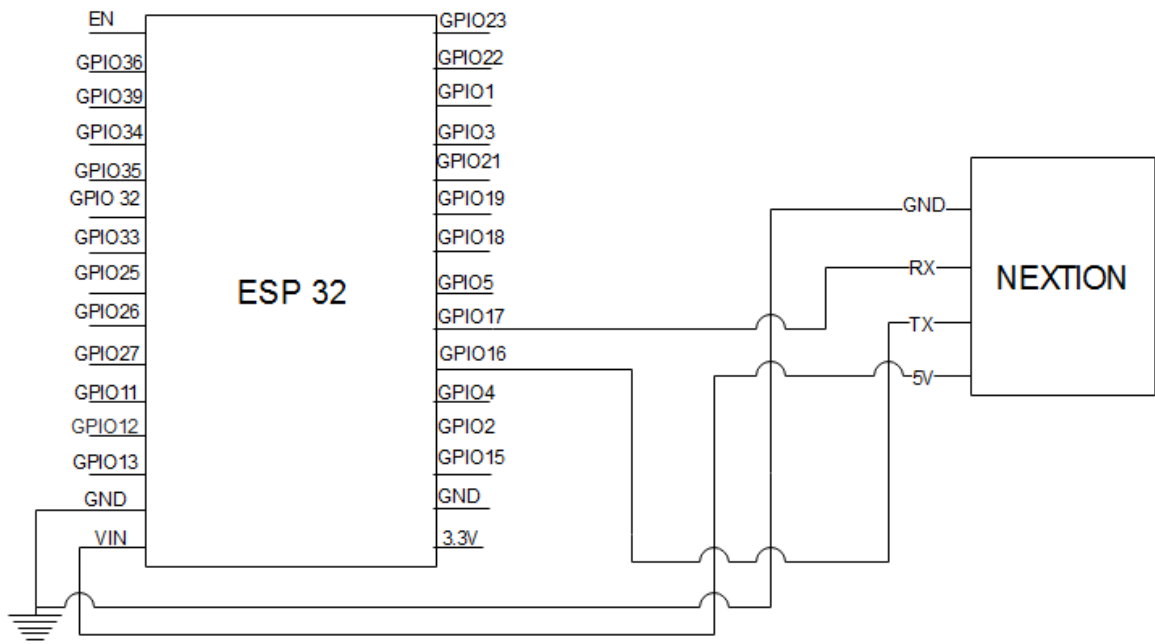 EN
GPIO36
GPIO39
GPIO34
GPIO35
GPIO 32
GPIO33
GPIO25
GPIO26
GPIO27
GPIO11
GPIO12
GPIO13
GND
VIN
ESP 32
GPIO23
GPIO22
GPIO1
GPIO3
GPIO21
GPIO19
GPIO18
GPIO5
GPIO17
GPIO16
GPIO4
GPIO2
GPIO15
GND
3.3V
GND
RX
TX
5V
NEXTION